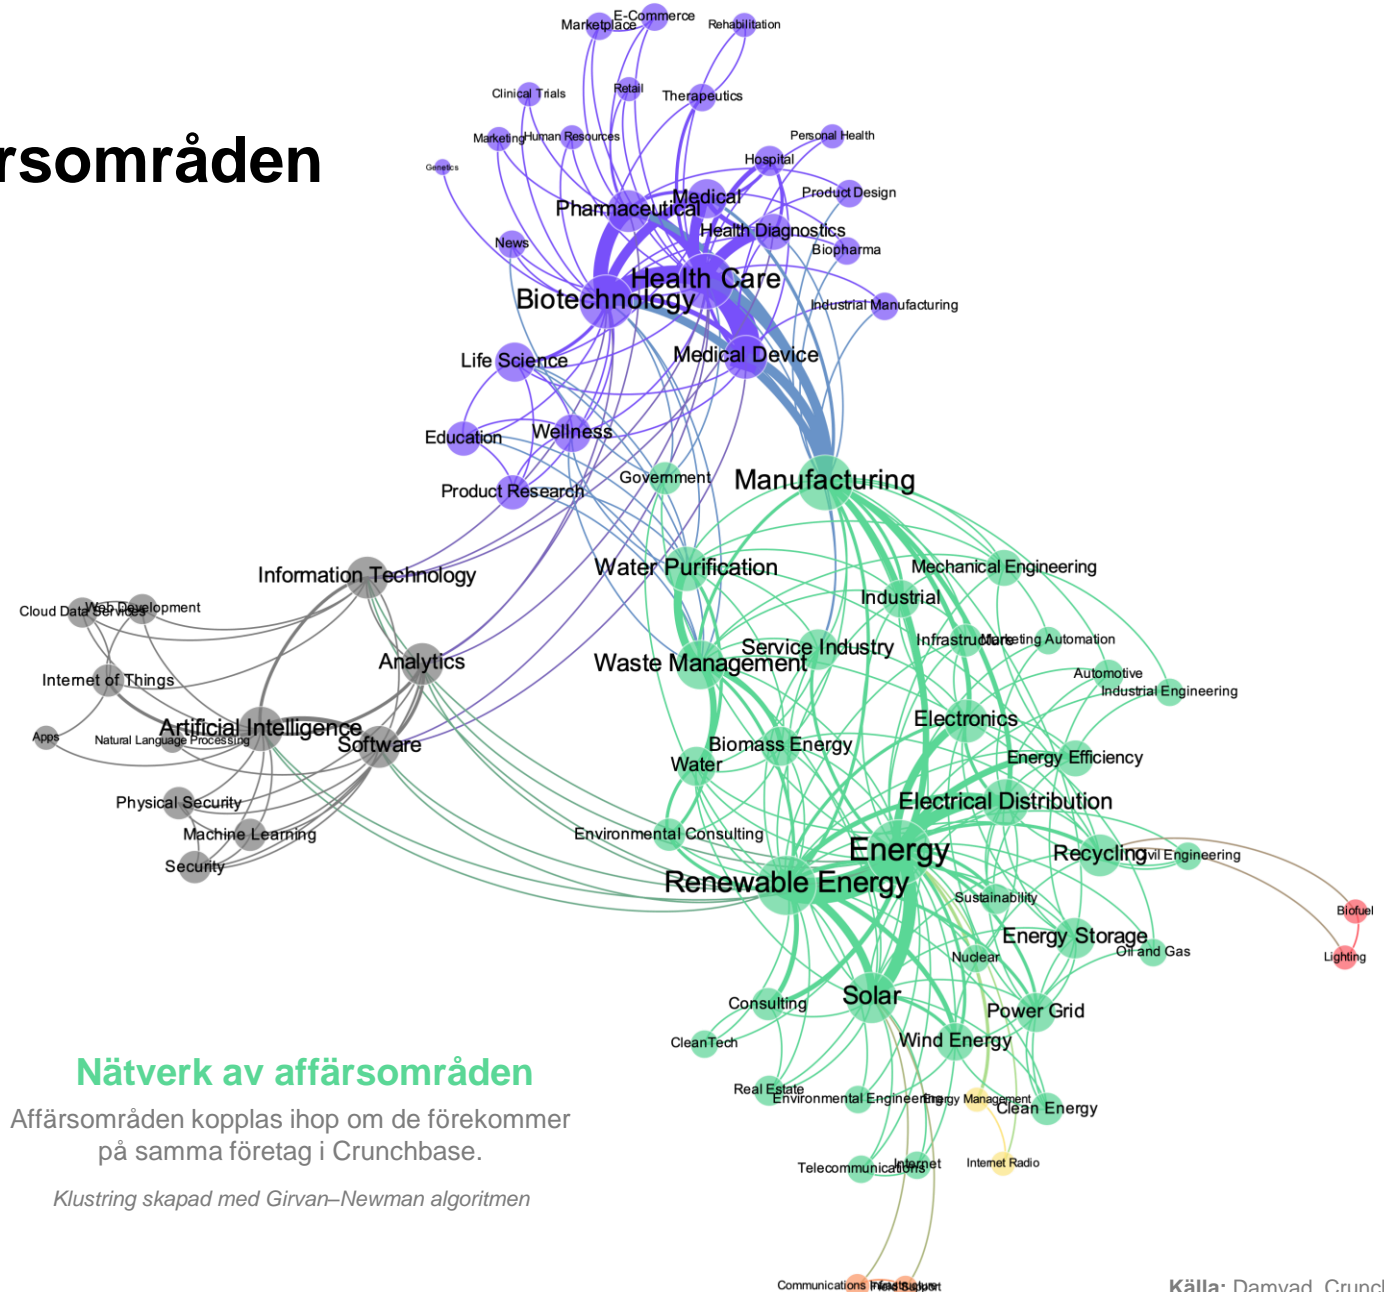 E-Commerce
Marketplace
Rehabilitation
Clinical Trials
Retail
Therapeutics
Marketing
Human Resources
Personal Health
rsområden
Genetics
Hospital
Medical
Product Design
Pharmaceutical
Health Diagnostics
News
Biopharma
Health Care
Biotechnology
Industrial Manufacturing
Life Science
Medical Device
Education
Wellness
Government
Manufacturing
Product Research
Information Technology
Water Purification
Mechanical Engineering
Industrial
Cloud Data Services
Web Development
Infrastructure
Marketing Automation
Service Industry
Analytics
Waste Management
Automotive
Internet of Things
Industrial Engineering
Electronics
Artificial Intelligence
Apps
Natural Language Processing
Software
Biomass Energy
Energy Efficiency
Water
Physical Security
Electrical Distribution
Machine Learning
Environmental Consulting
Energy
Recycling
vil Engineering
Security
Renewable Energy
Sustainability
Biofuel
Energy Storage
Oil and Gas
Nuclear
Lighting
Solar
Consulting
Power Grid
CleanTech
Wind Energy
Nätverk av affärsområden
Real Estate
Environmental Engineering
Energy Management
Clean Energy
Affärsområden kopplas ihop om de förekommer
på samma företag i Crunchbase.
Telecommunications
Internet
Internet Radio
Klustring skapad med Girvan–Newman algoritmen
Communications Infrastructure
Field Support
Källa: Damvad, Crunc